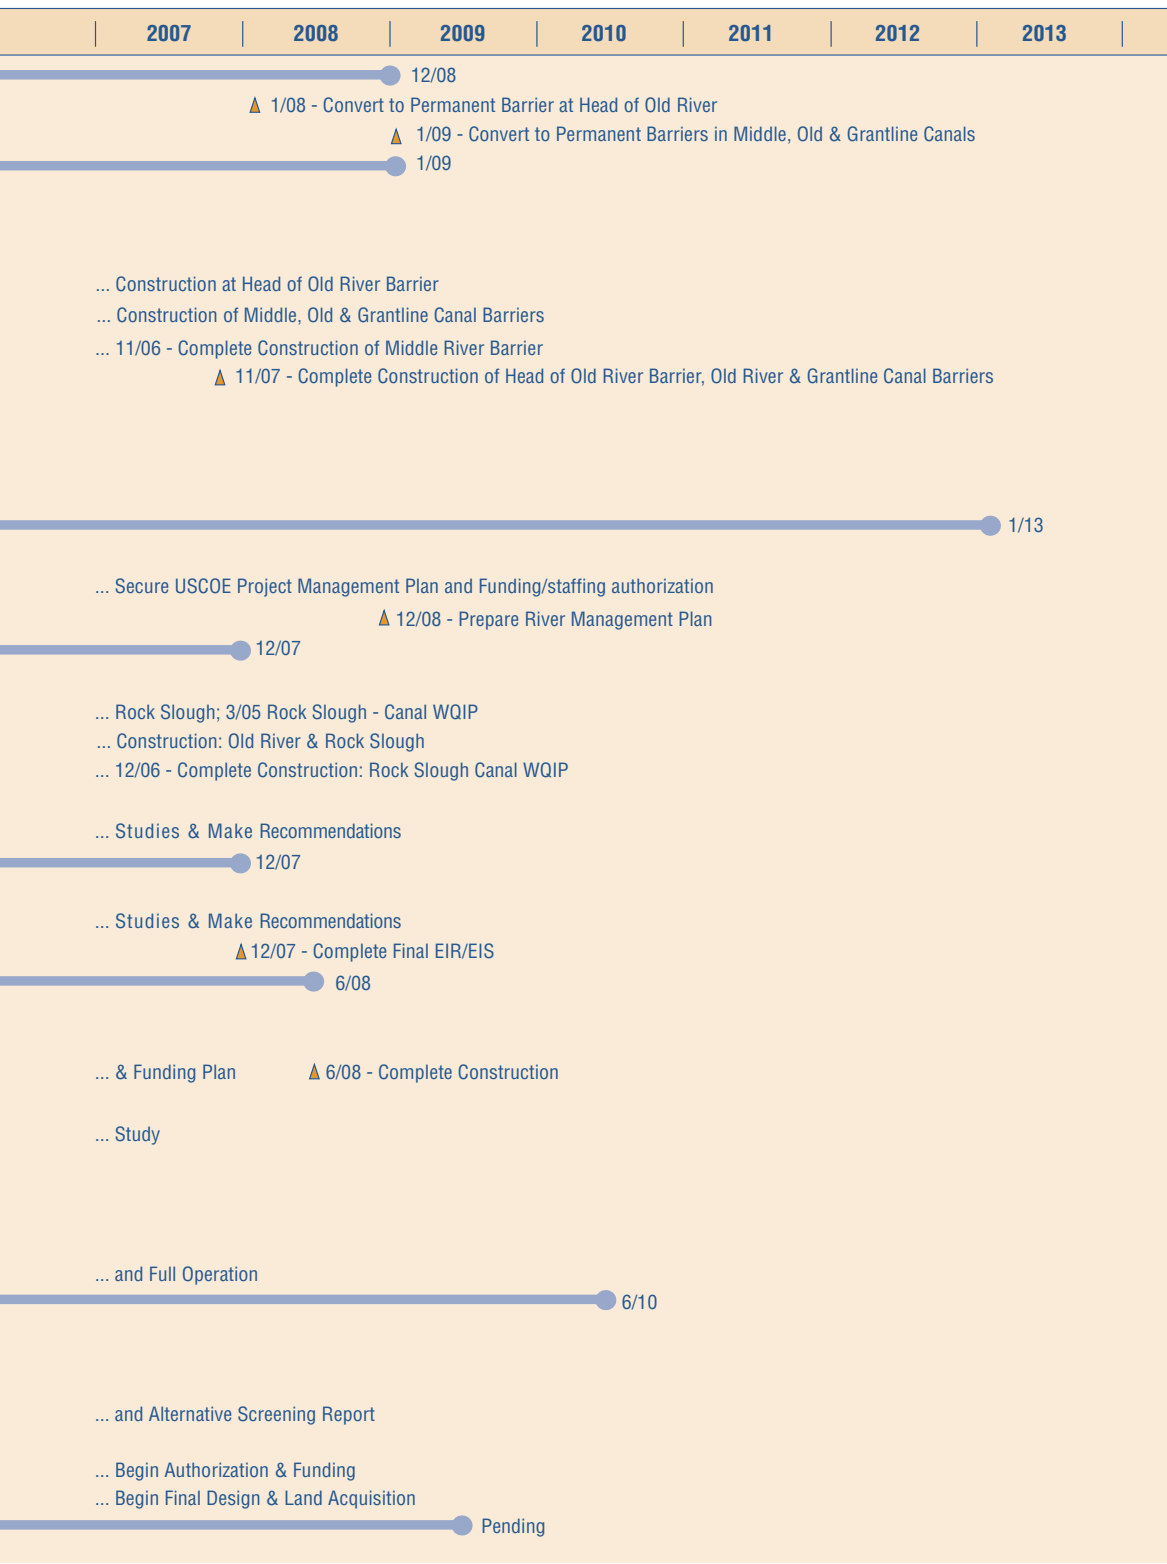 2007 2008 2009 2010 2011 2012 2013
12/08
1/08 - Convert to Permanent Barrier at Head of Old River
1/09 - Convert to Permanent Barriers in Middle, Old & Grantline Canals
1/09
... Construction at Head of Old River Barrier
... Construction of Middle, Old & Grantline Canal Barriers
... 11/06 - Complete Construction of Middle River Barrier
11/07 - Complete Construction of Head of Old River Barrier, Old River & Grantline Canal Barriers
1/13
... Secure USCOE Project Management Plan and Funding/staffing authorization
12/08 - Prepare River Management Plan
12/07
... Rock Slough; 3/05 Rock Slough - Canal WQIP
... Construction: Old River & Rock Slough
... 12/06 - Complete Construction: Rock Slough Canal WQIP
... Studies & Make Recommendations
12/07
... Studies & Make Recommendations
12/07 - Complete Final EIR/EIS
6/08
... & Funding Plan 6/08 - Complete Construction
... Study
... and Full Operation
6/10
... and Alternative Screening Report
... Begin Authorization & Funding
... Begin Final Design & Land Acquisition
Pending